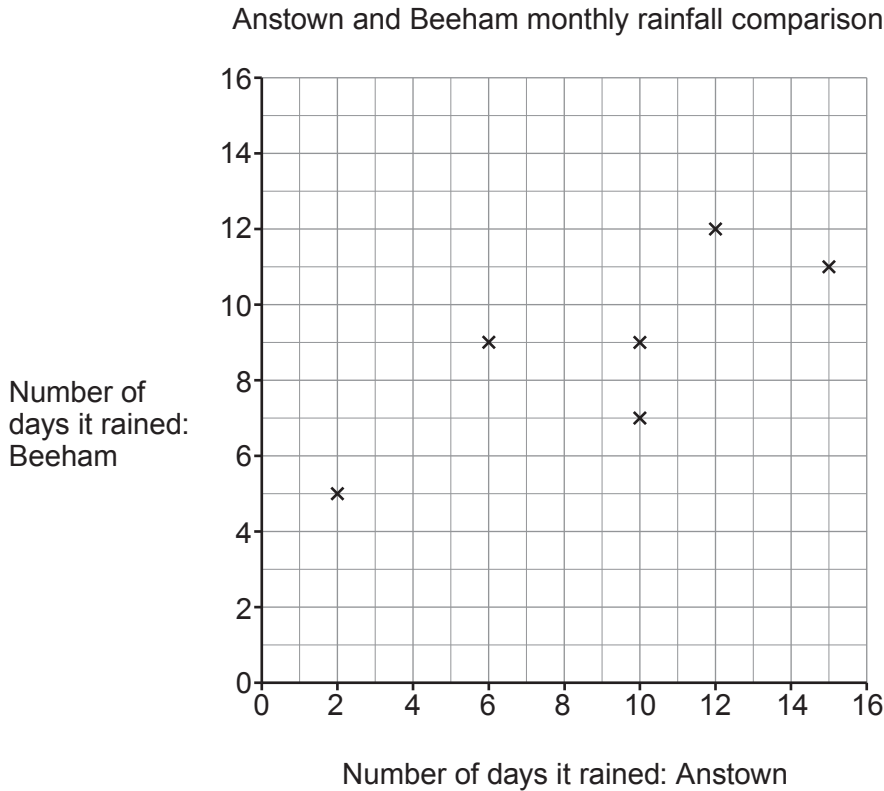 Anstown and Beeham monthly rainfall comparison
16
14
12
10
8
6
4
2
0
Number of
days it rained:
Beeham
0 2 4 6 8 10 12 14 16
Number of days it rained: Anstown